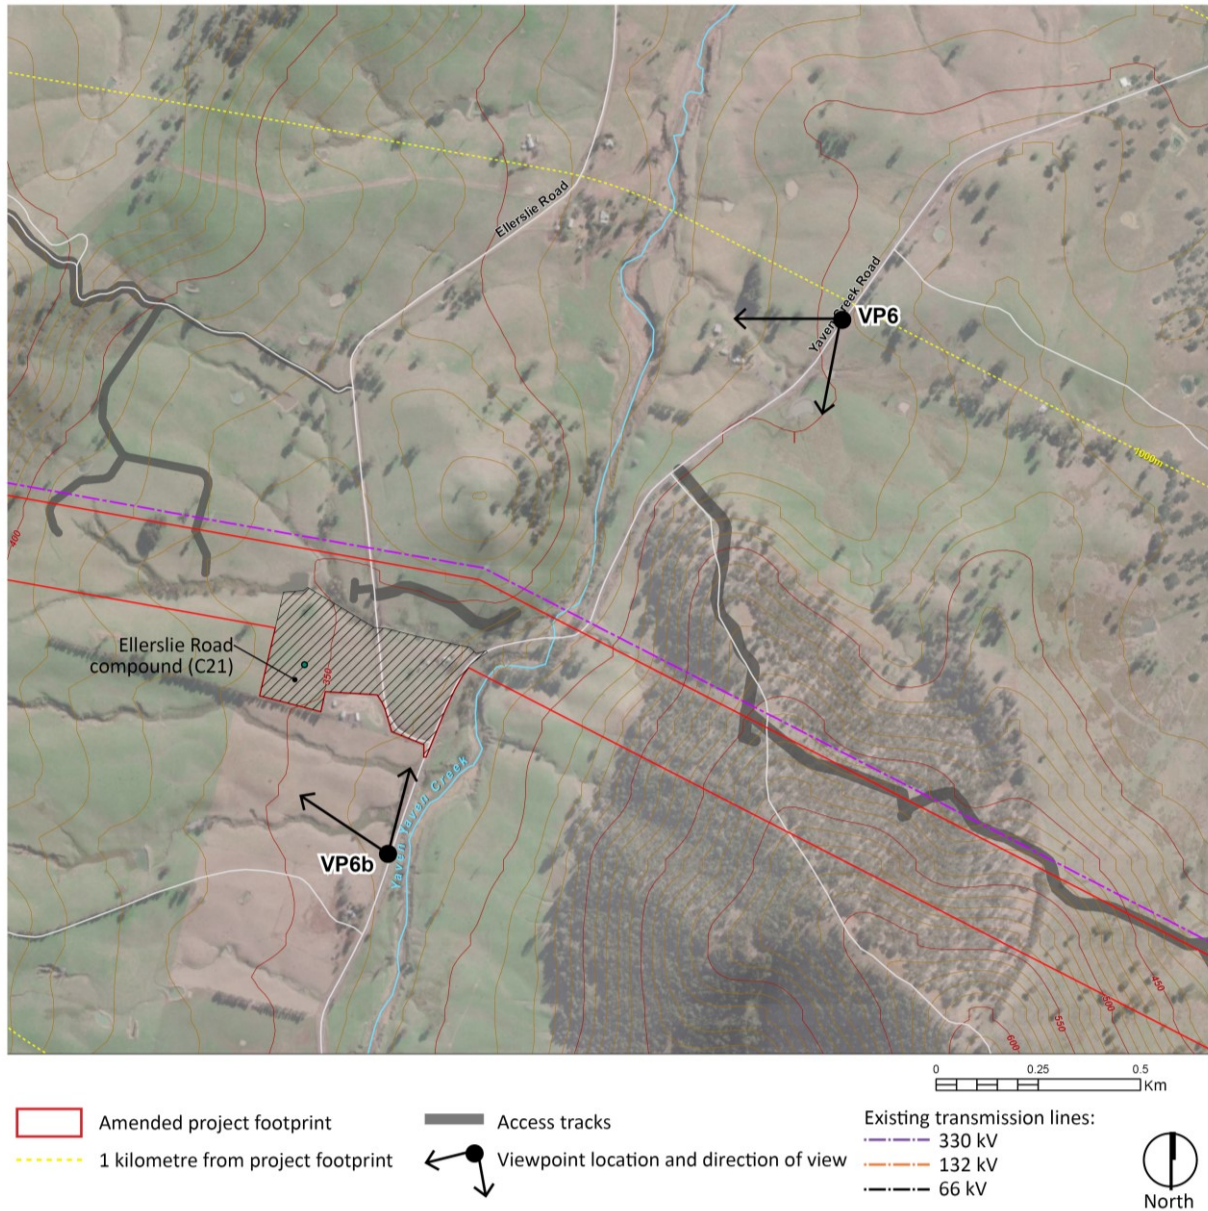 Ellerslie Road
Yaven Creek Road
VP6
1000m
400
Ellerslie Road
compound (C21)
350
Yaven Yaven Creek
VP6b
450
500
550
600
0 0.25 0.5
Km
Amended project footprint
1 kilometre from project footprint
Access tracks
Viewpoint location and direction of view
Existing transmission lines:
330 kV
132 kV
66 kV
North